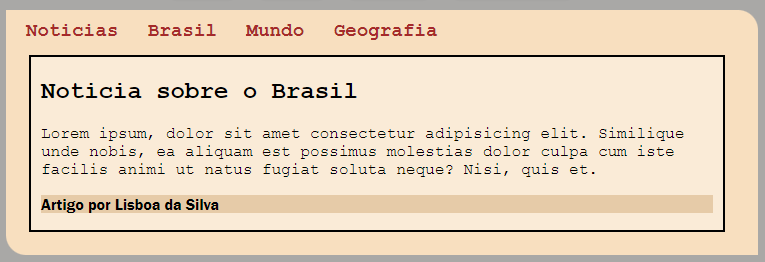 Noticias Brasil Mundo Geografia
Noticia sobre o Brasil
Lorem ipsum, dolor sit amet consectetur adipisicing elit. Similique
unde nobis, ea aliquam est possimus molestias dolor culpa cum iste
facilis animi ut natus fugiat soluta neque? Nisi, quis et.
Artigo por Lisboa da Silva